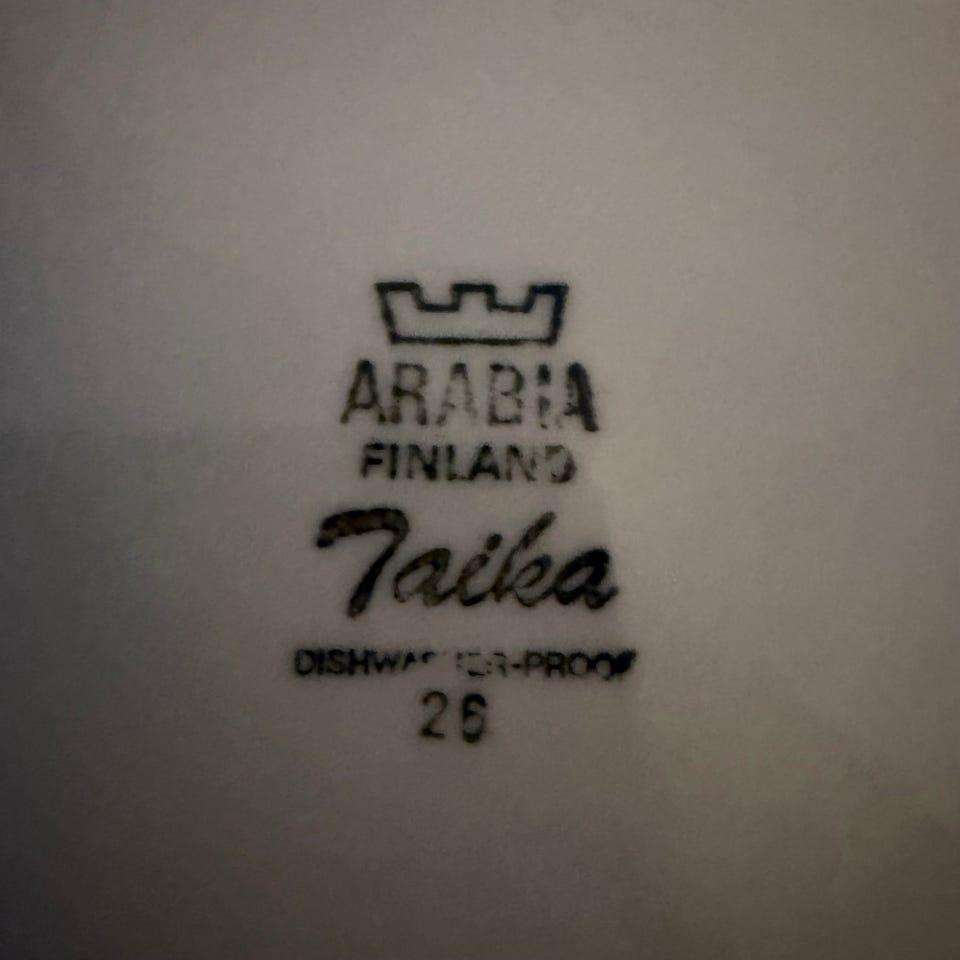 ARABIA
FINLAND
Taika
DISHWASHER-PROOF
26